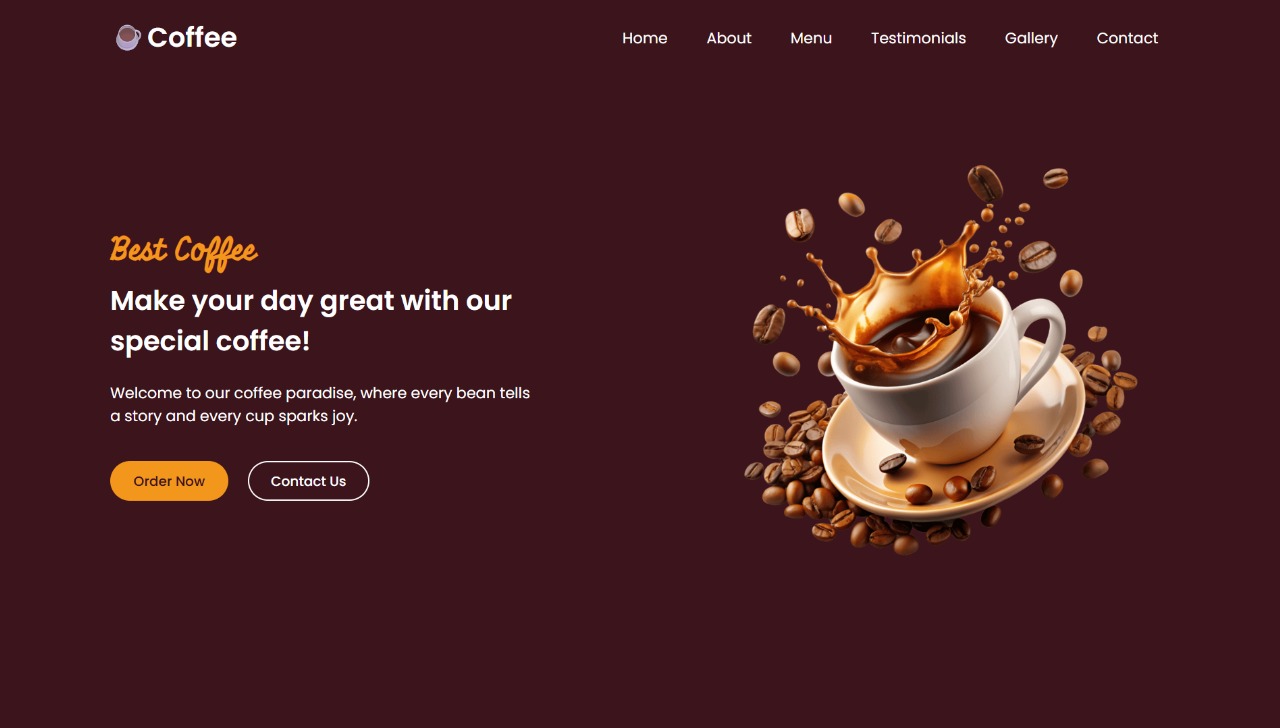 Coffee
Home About Menu Testimonials Gallery Contact
Best Coffee
Make your day great with our
special coffee!
Welcome to our coffee paradise, where every bean tells
a story and every cup sparks joy.
Order Now Contact Us